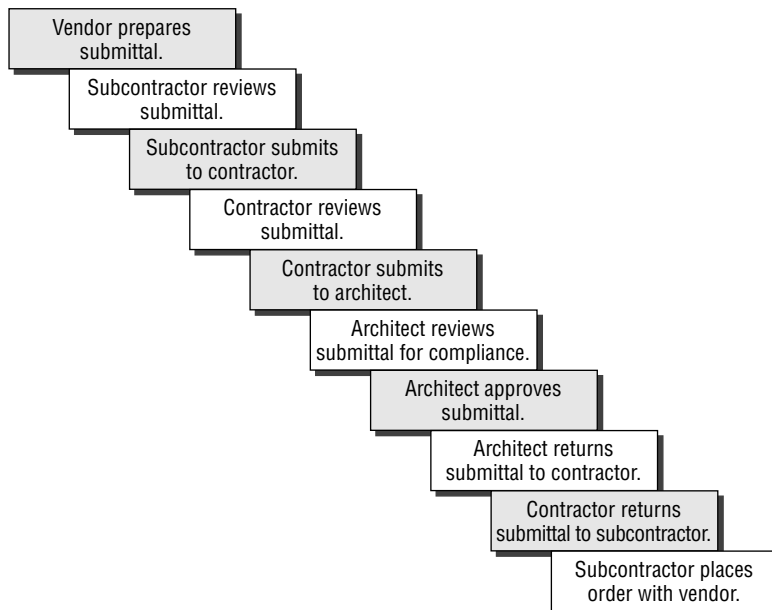 Vendor prepares
submittal.
Subcontractor reviews
submittal.
Subcontractor submits
to contractor.
Contractor reviews
submittal.
Contractor submits
to architect.
Architect reviews
submittal for compliance.
Architect approves
submittal.
Architect returns
submittal to contractor.
Contractor returns
submittal to subcontractor.
Subcontractor places
order with vendor.